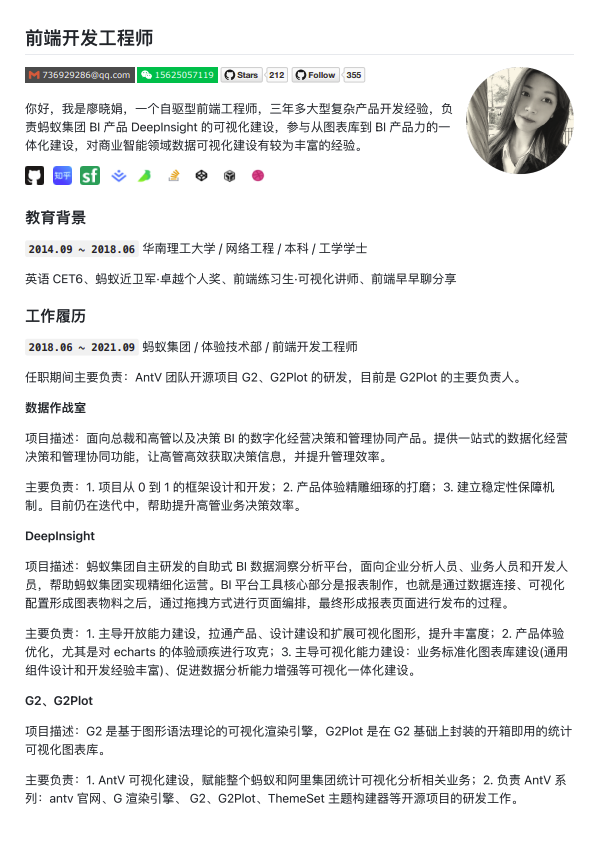 前端开发工程师
736929286@qq.com 15625057119 Stars 212 Follow 355
你好，我是廖晓娟，一个自驱型前端工程师，三年多大型复杂产品开发经验，负
责蚂蚁集团 BI 产品 DeepInsight 的可视化建设，参与从图表库到 BI 产品力的一
体化建设，对商业智能领域数据可视化建设有较为丰富的经验。
知乎 sf
教育背景
2014.09 ~ 2018.06 华南理工大学 / 网络工程 / 本科 / 工学学士
英语 CET6、蚂蚁近卫军·卓越个人奖、前端练习生·可视化讲师、前端早早聊分享
工作履历
2018.06 ~ 2021.09 蚂蚁集团 / 体验技术部 / 前端开发工程师
任职期间主要负责：AntV 团队开源项目 G2、G2Plot 的研发，目前是 G2Plot 的主要负责人。
数据作战室
项目描述：面向总裁和高管以及决策 BI 的数字化经营决策和管理协同产品。提供一站式的数据化经营
决策和管理协同功能，让高管高效获取决策信息，并提升管理效率。
主要负责：1. 项目从 0 到 1 的框架设计和开发；2. 产品体验精雕细琢的打磨；3. 建立稳定性保障机
制。目前仍在迭代中，帮助提升高管业务决策效率。
DeepInsight
项目描述：蚂蚁集团自主研发的自助式 BI 数据洞察分析平台，面向企业分析人员、业务人员和开发人
员，帮助蚂蚁集团实现精细化运营。BI 平台工具核心部分是报表制作，也就是通过数据连接、可视化
配置形成图表物料之后，通过拖拽方式进行页面编排，最终形成报表页面进行发布的过程。
主要负责：1. 主导开放能力建设，拉通产品、设计建设和扩展可视化图形，提升丰富度；2. 产品体验
优化，尤其是对 echarts 的体验顽疾进行攻克；3. 主导可视化能力建设：业务标准化图表库建设(通用
组件设计和开发经验丰富)、促进数据分析能力增强等可视化一体化建设。
G2、G2Plot
项目描述：G2 是基于图形语法理论的可视化渲染引擎，G2Plot 是在 G2 基础上封装的开箱即用的统计
可视化图表库。
主要负责：1. AntV 可视化建设，赋能整个蚂蚁和阿里集团统计可视化分析相关业务；2. 负责 AntV 系
列：antv 官网、G 渲染引擎、 G2、G2Plot、ThemeSet 主题构建器等开源项目的研发工作。